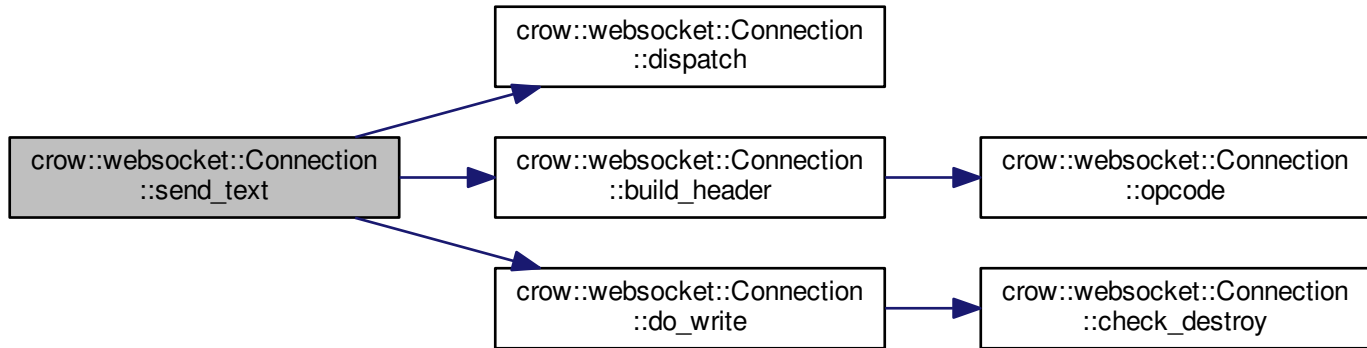 crow::websocket::Connection
::send_text
crow::websocket::Connection
::dispatch
crow::websocket::Connection
::build_header
crow::websocket::Connection
::opcode
crow::websocket::Connection
::do_write
crow::websocket::Connection
::check_destroy